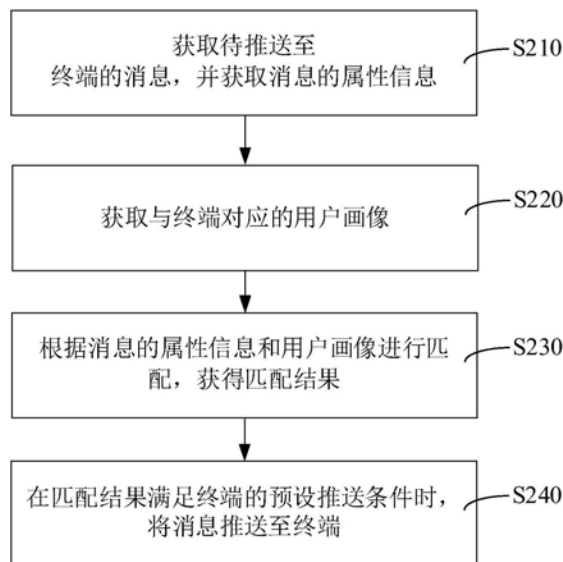 获取待推送至
终端的消息，并获取消息的属性信息
S210
获取与终端对应的用户画像
S220
根据消息的属性信息和用户画像进行匹
配，获得匹配结果
S230
在匹配结果满足终端的预设推送条件时，
将消息推送至终端
S240